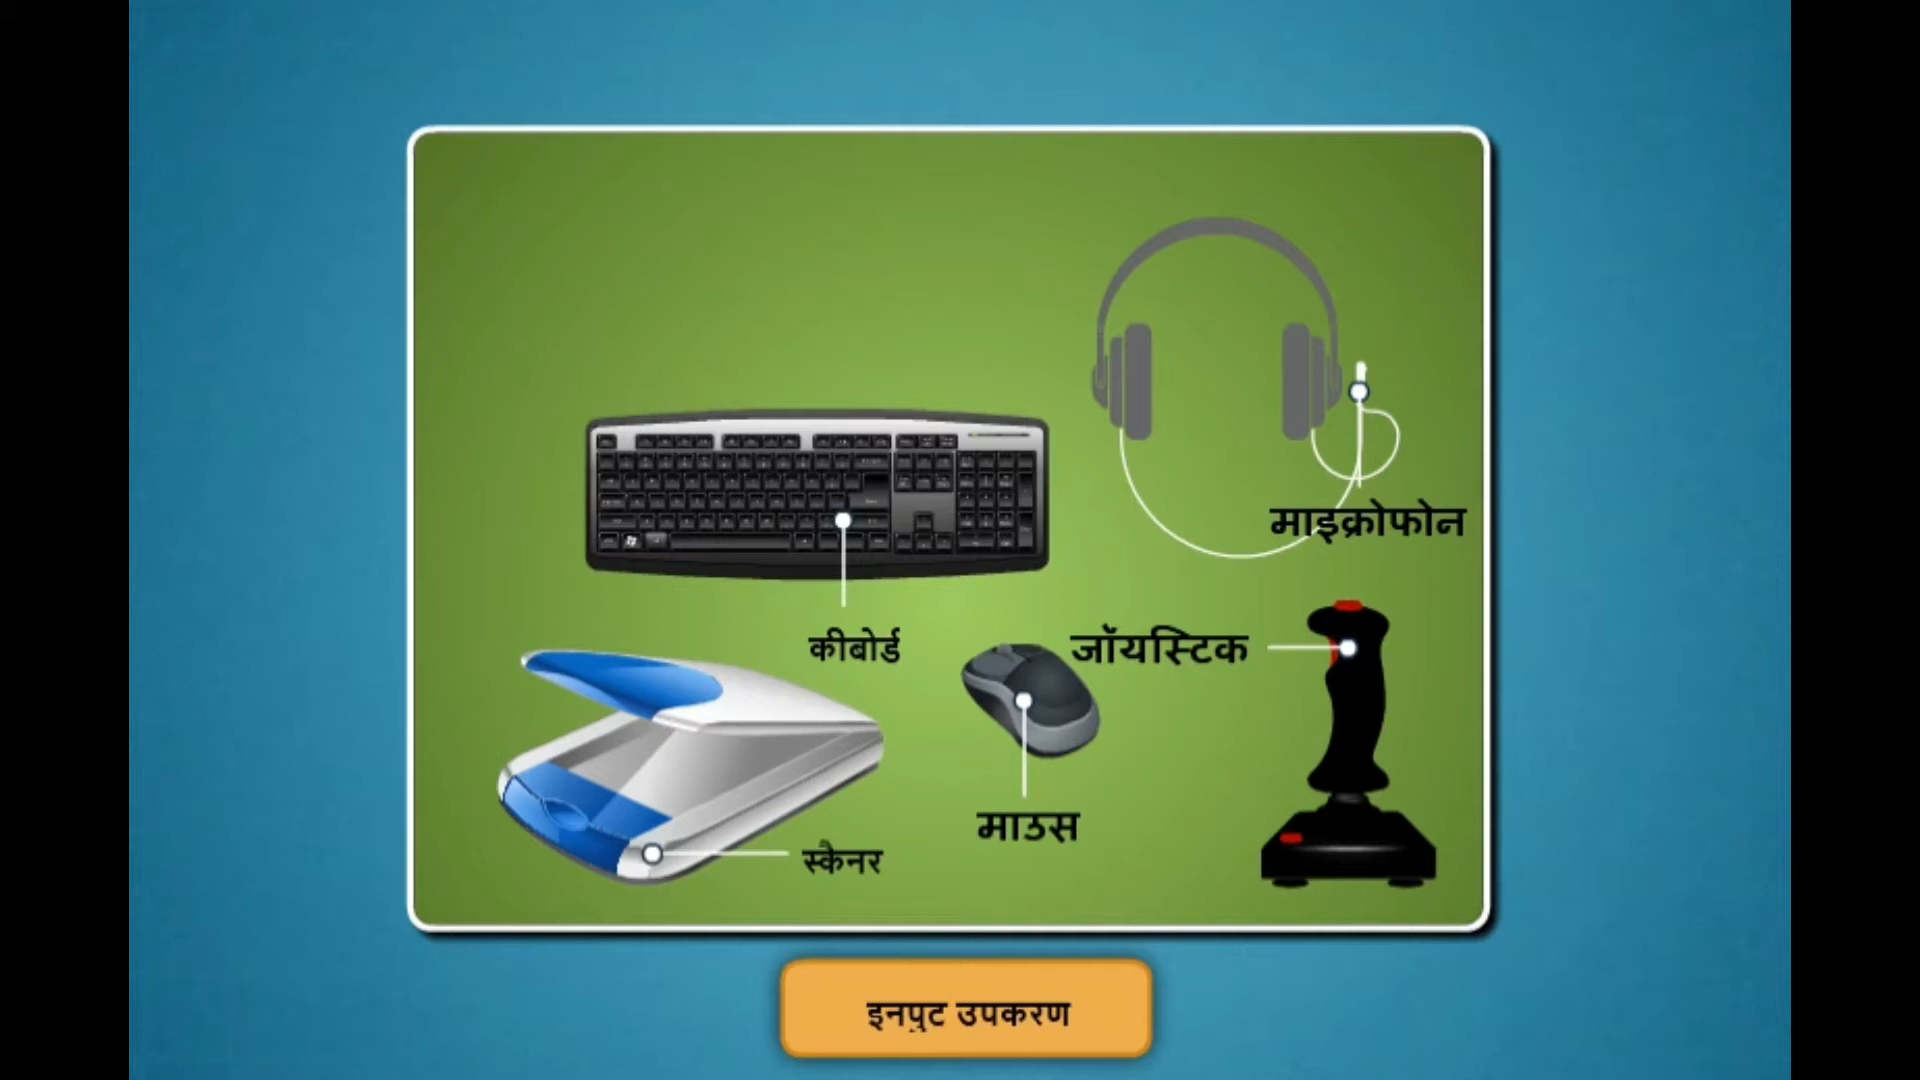 माइक्रोफोन
कीबोर्ड
जॉयस्टिक
माउस
स्कैनर
इनपुट उपकरण